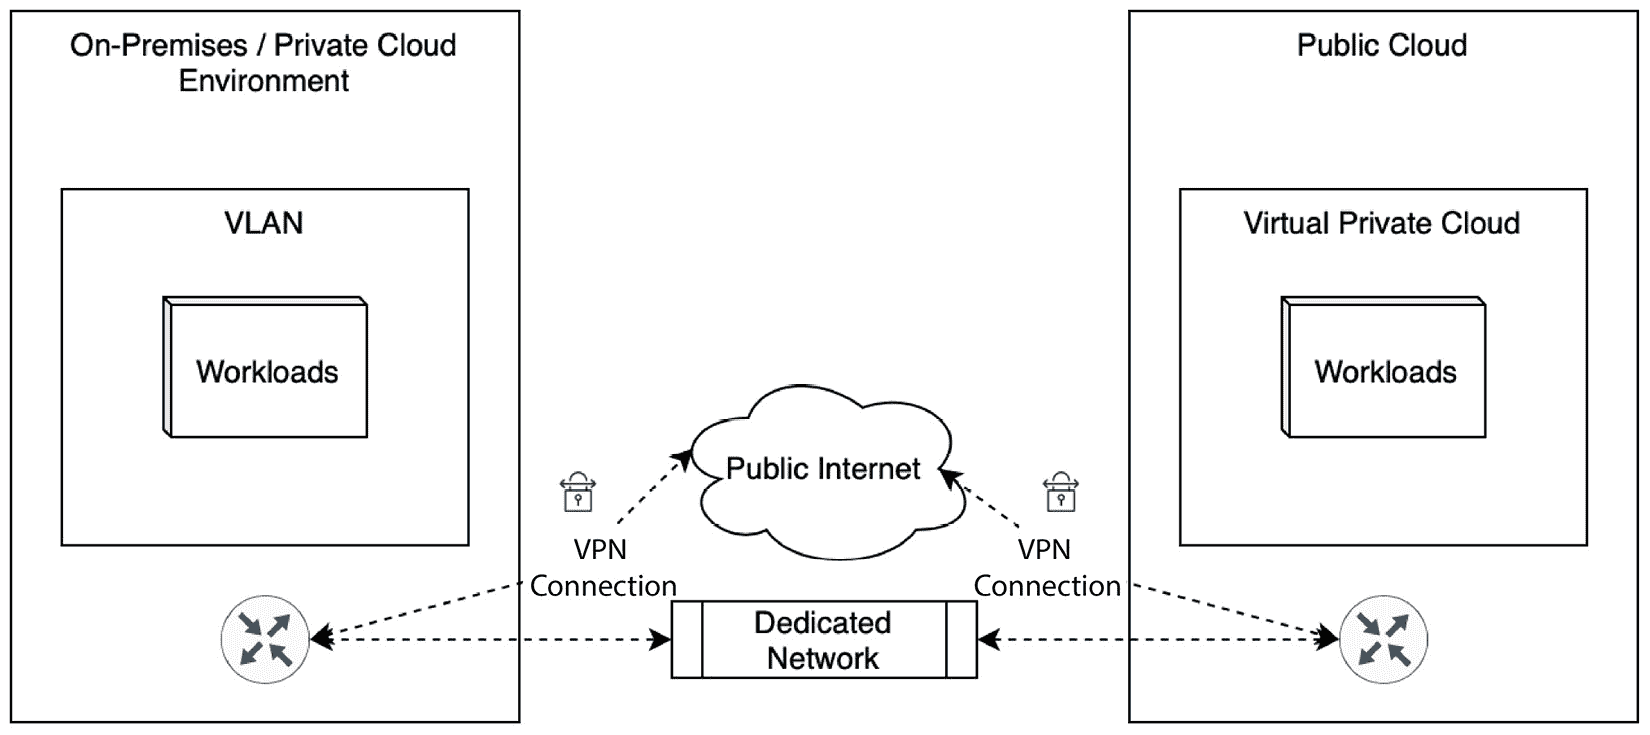 On-Premises / Private Cloud
Environment
VLAN
Workloads
VPN
Connection
Public Internet
Dedicated
Network
VPN
Connection
Public Cloud
Virtual Private Cloud
Workloads